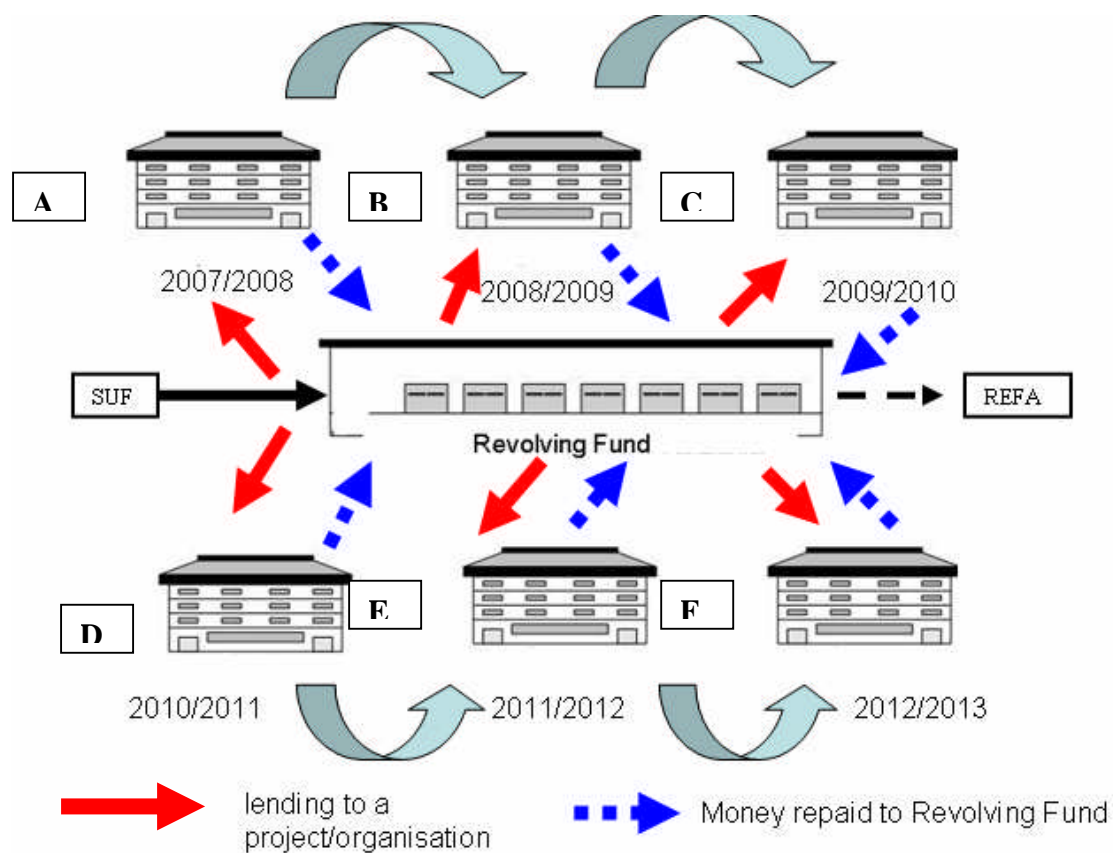 A
B
C
2007/2008
2008/2009
2009/2010
SUF
REFA
Revolving Fund
D
E
F
2010/2011
2011/2012
2012/2013
lending to a
project/organisation
Money repaid to Revolving Fund